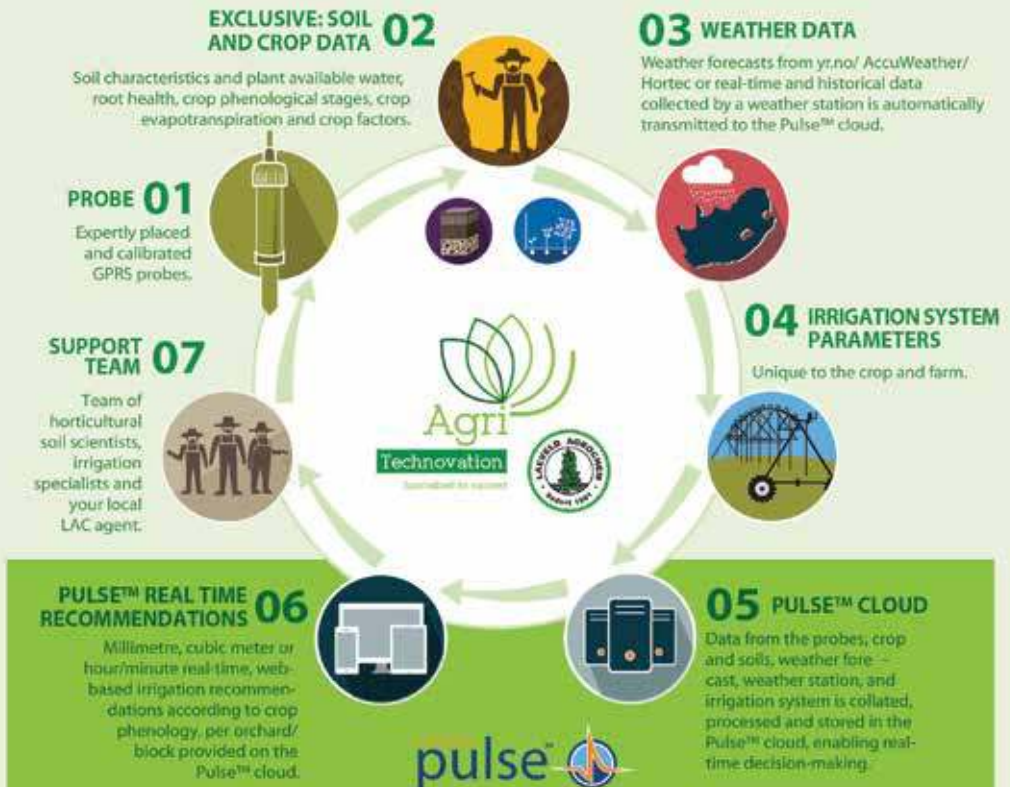 EXCLUSIVE: SOIL
AND CROP DATA 02
Soil characteristics and plant available water,
root health, crop phenological stages, crop
evapotranspiration and crop factors.
03 WEATHER DATA
Weather forecasts from yr.no/ AccuWeather/
Hortec or real-time and historical data
collected by a weather station is automatically
transmitted to the Pulse™ cloud.
PROBE 01
Expertly placed
and calibrated
GPRS probes.
04 IRRIGATION SYSTEM
PARAMETERS
Unique to the crop and farm.
SUPPORT
TEAM 07
Team of
horticultural
soil scientists,
irrigation
specialists and
your local
LAC agent.
Agri
Technovation
LAEVELD AGROCHEM
PULSE™ REAL TIME
RECOMMENDATIONS 06
Millimetre, cubic meter or
hour/minute real-time, web-
based irrigation recommen-
dations according to crop
phenology, per orchard/
block provided on the
Pulse™ cloud.
05 PULSE™ CLOUD
Data from the probes, crop
and soils, weather fore -
cast, weather station, and
irrigation system is collated,
processed and stored in the
Pulse™ cloud, enabling real-
time decision-making.
pulse™